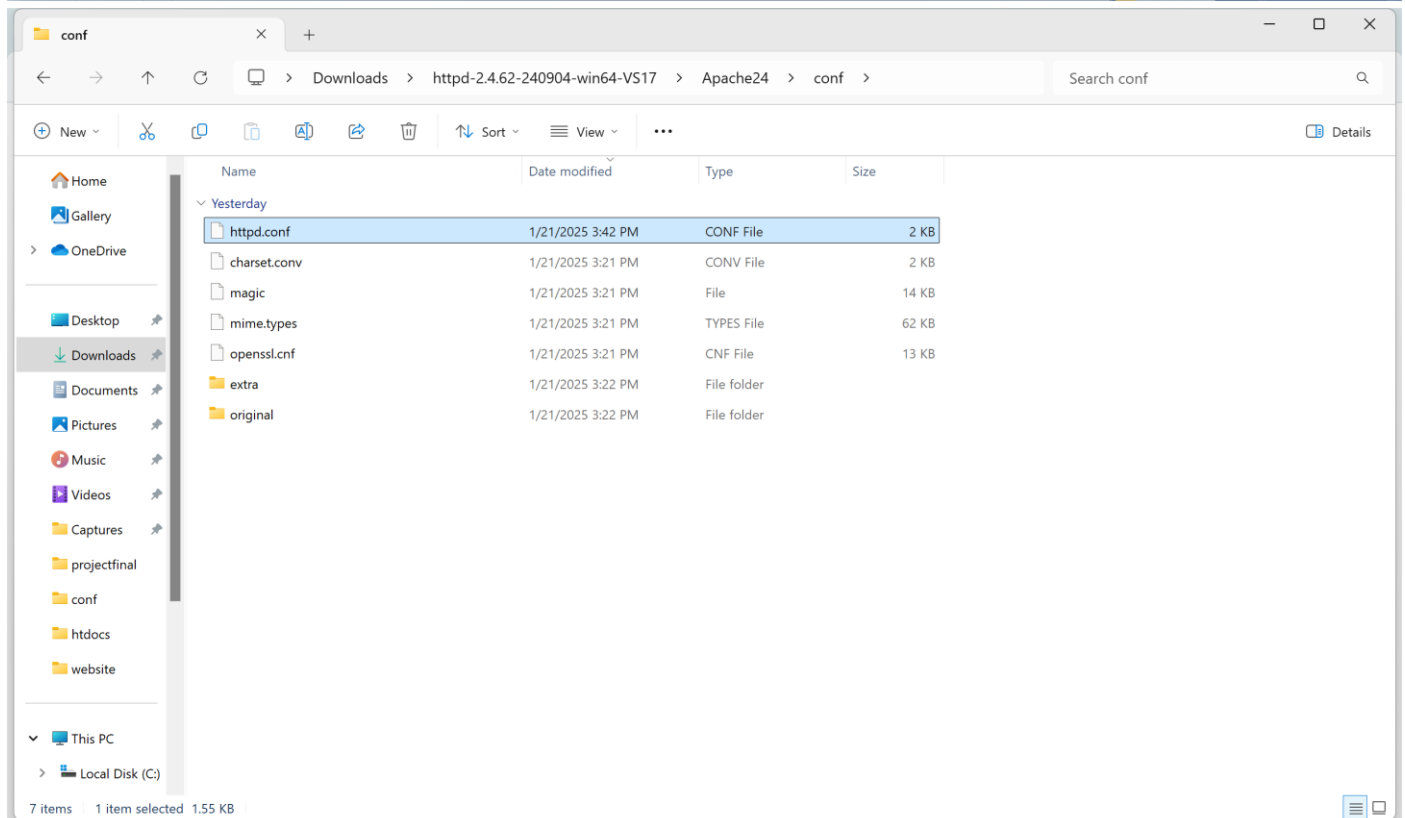 conf
Downloads > httpd-2.4.62-240904-win64-VS17 > Apache24 > conf >
Search conf
New
Sort
View
Details
Home
Gallery
OneDrive
Desktop
Downloads
Documents
Pictures
Music
Videos
Captures
projectfinal
conf
htdocs
website
This PC
Local Disk (C:)
Name Date modified Type Size
Yesterday
httpd.conf 1/21/2025 3:42 PM CONF File 2 KB
charset.conv 1/21/2025 3:21 PM CONV File 2 KB
magic 1/21/2025 3:21 PM File 14 KB
mime.types 1/21/2025 3:21 PM TYPES File 62 KB
openssl.cnf 1/21/2025 3:21 PM CNF File 13 KB
extra 1/21/2025 3:22 PM File folder
original 1/21/2025 3:22 PM File folder
7 items 1 item selected 1.55 KB